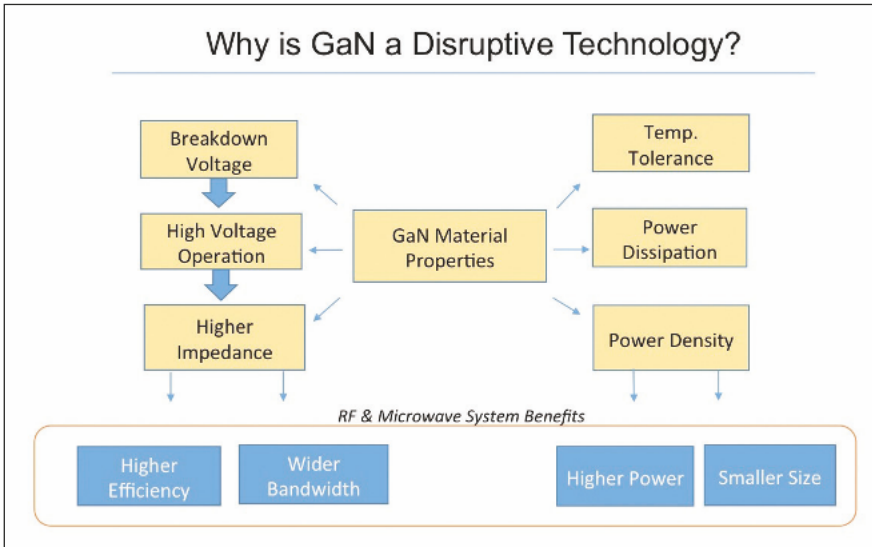 Why is GaN a Disruptive Technology?
Breakdown
Voltage
High Voltage
Operation
Higher
Impedance
GaN Material
Properties
Temp.
Tolerance
Power
Dissipation
Power Density
RF & Microwave System Benefits
Higher
Efficiency
Wider
Bandwidth
Higher Power
Smaller Size